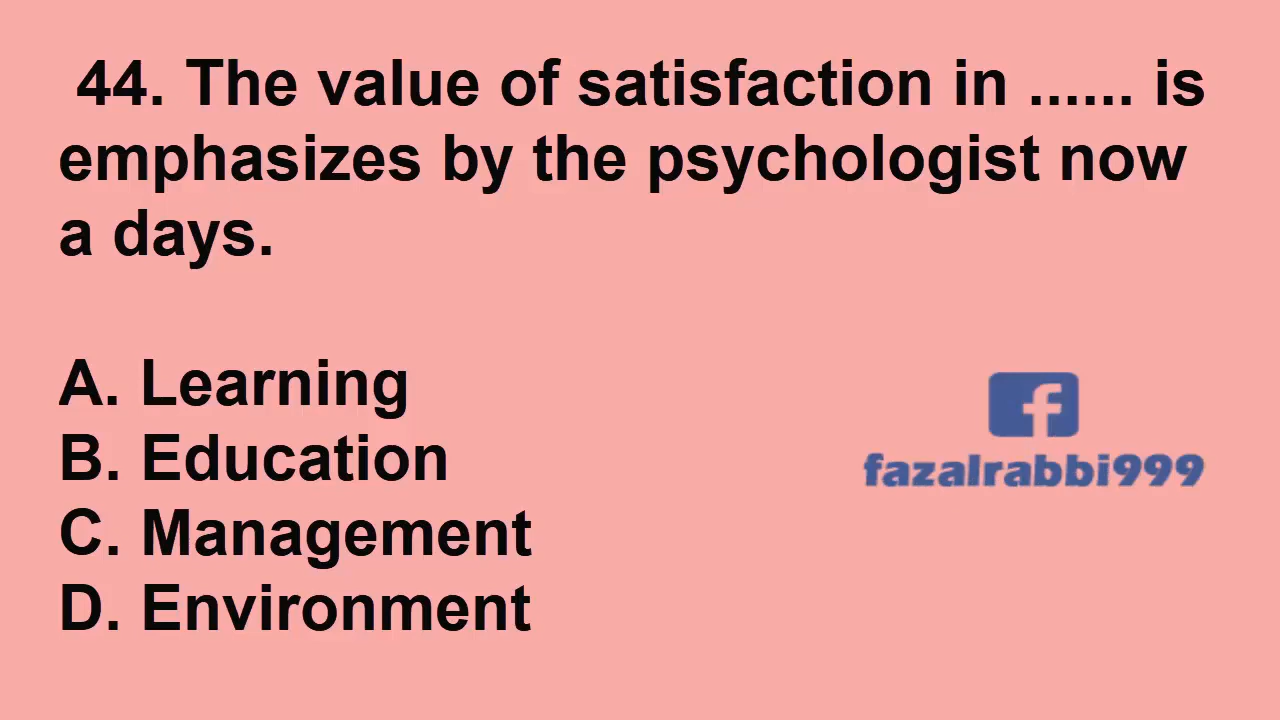 44. The value of satisfaction in ...... is
emphasizes by the psychologist now
a days.
A. Learning
B. Education
C. Management
D. Environment
f
fazalrabbi999